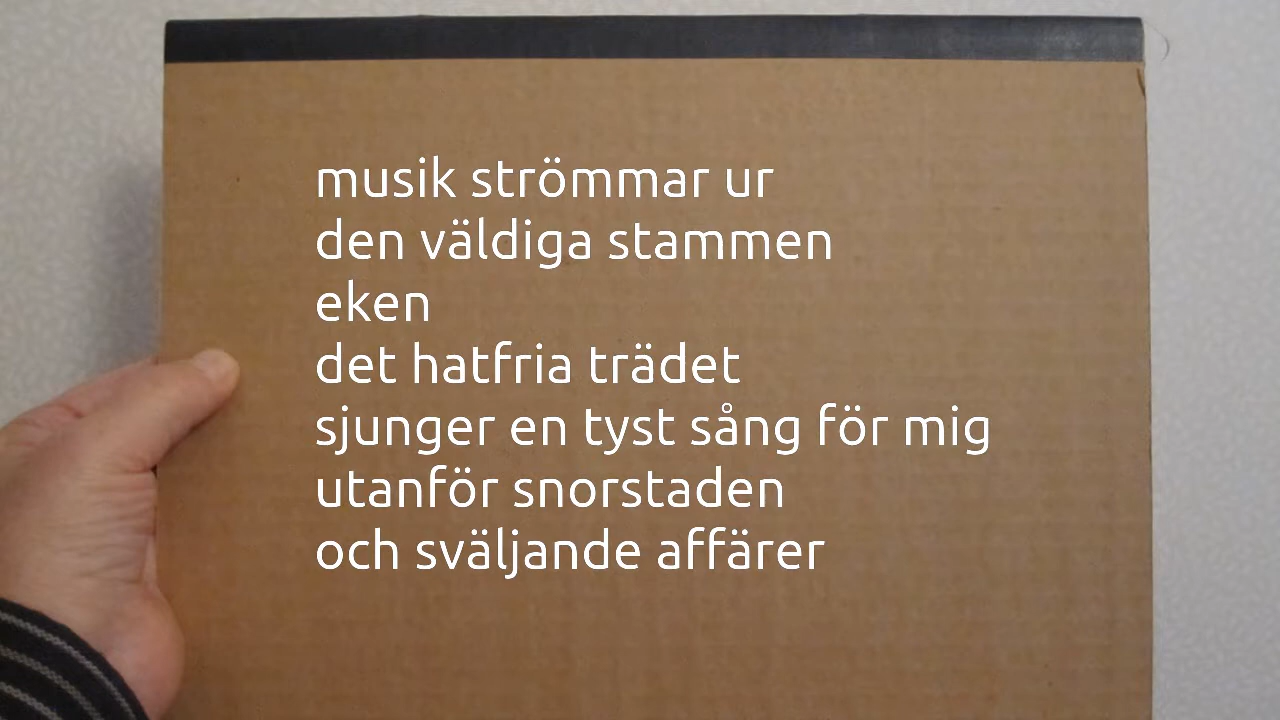 musik strömmar ur
den väldiga stammen
eken
det hatfria trädet
sjunger en tyst sång för mig
utanför snorstaden
och sväljande affärer